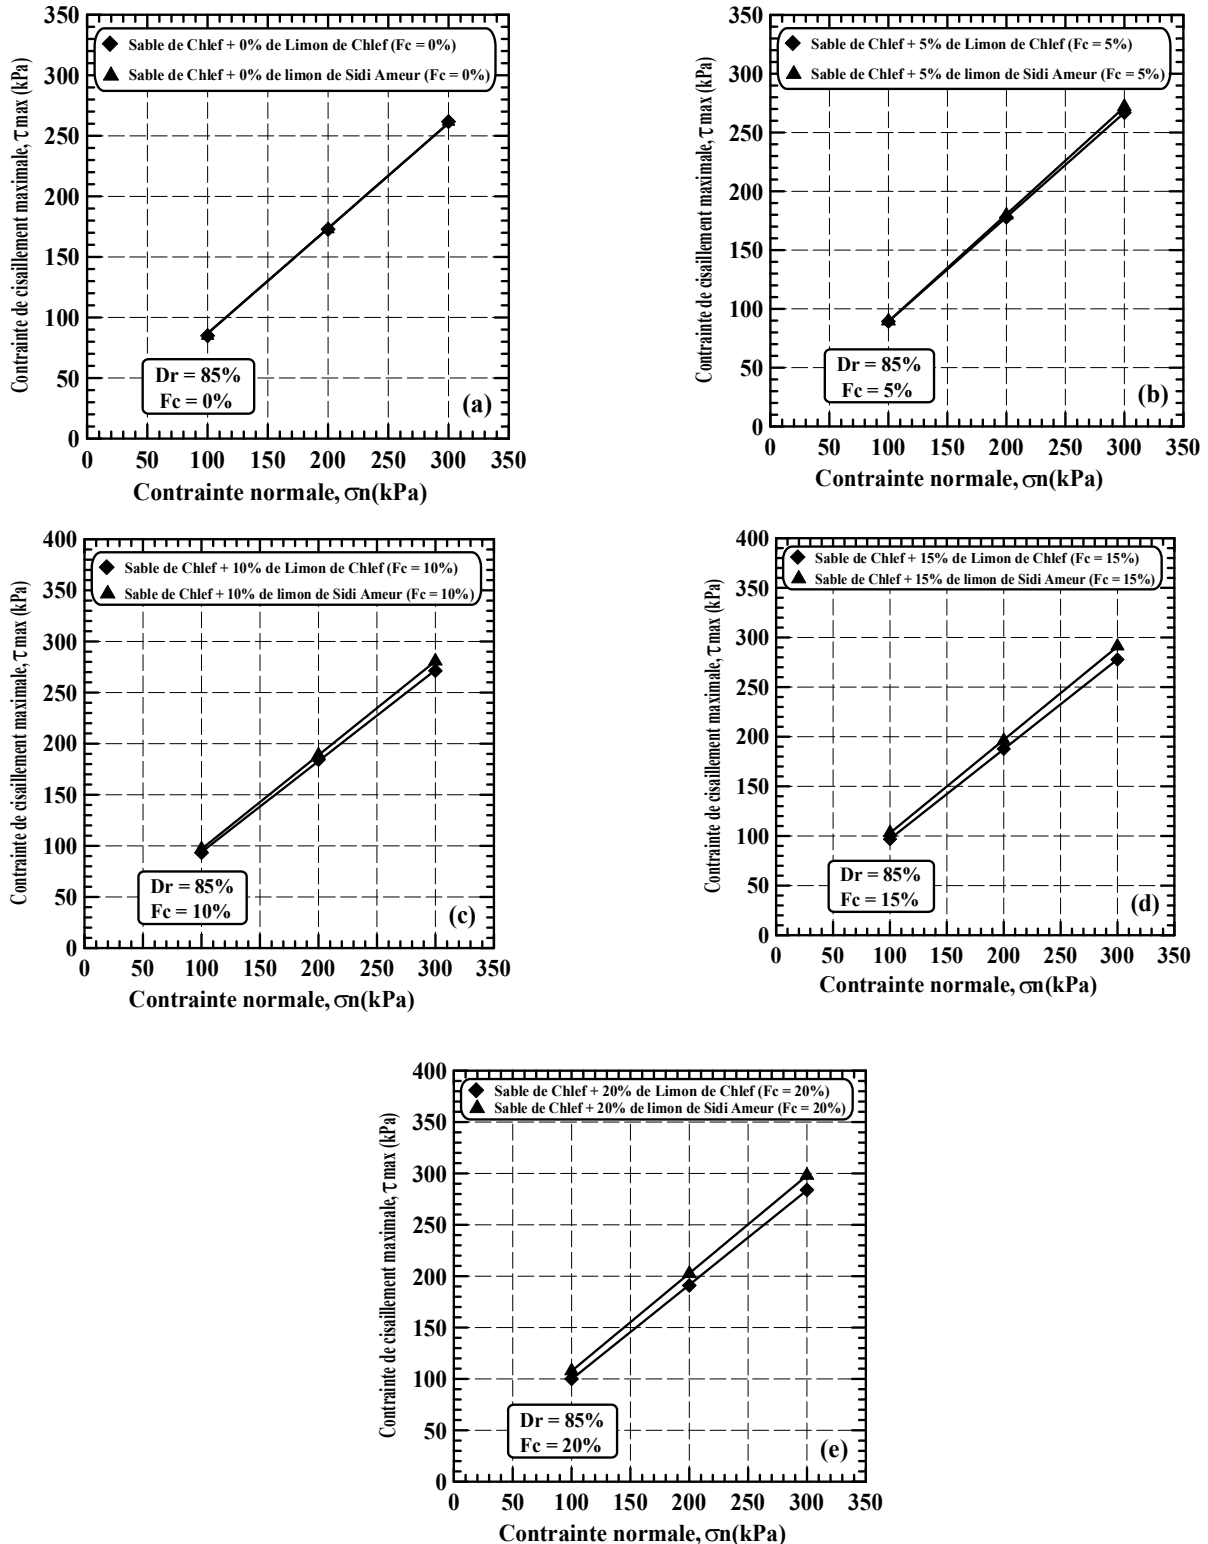 350
300
250
200
150
100
50
0
Contrainte de cisaillement maximale, τ max (kPa)
Sable de Chlef + 0% de Limon de Chlef (Fc = 0%)
Sable de Chlef + 0% de limon de Sidi Ameur (Fc = 0%)
Dr = 85%
Fc = 0%
(a)
0 50 100 150 200 250 300 350
Contrainte normale, σn(kPa)
350
300
250
200
150
100
50
0
Contrainte de cisaillement maximale, τ max (kPa)
Sable de Chlef + 5% de Limon de Chlef (Fc = 5%)
Sable de Chlef + 5% de limon de Sidi Ameur (Fc = 5%)
Dr = 85%
Fc = 5%
(b)
0 50 100 150 200 250 300 350
Contrainte normale, σn(kPa)
400
350
300
250
200
150
100
50
0
Contrainte de cisaillement maximale, τ max (kPa)
Sable de Chlef + 10% de Limon de Chlef (Fc = 10%)
Sable de Chlef + 10% de limon de Sidi Ameur (Fc = 10%)
Dr = 85%
Fc = 10%
(c)
0 50 100 150 200 250 300 350
Contrainte normale, σn(kPa)
400
350
300
250
200
150
100
50
0
Contrainte de cisaillement maximale, τ max (kPa)
Sable de Chlef + 15% de Limon de Chlef (Fc = 15%)
Sable de Chlef + 15% de limon de Sidi Ameur (Fc = 15%)
Dr = 85%
Fc = 15%
(d)
0 50 100 150 200 250 300 350
Contrainte normale, σn(kPa)
400
350
300
250
200
150
100
50
0
Contrainte de cisaillement maximale, τ max (kPa)
Sable de Chlef + 20% de Limon de Chlef (Fc = 20%)
Sable de Chlef + 20% de limon de Sidi Ameur (Fc = 20%)
Dr = 85%
Fc = 20%
(e)
0 50 100 150 200 250 300 350
Contrainte normale, σn(kPa)